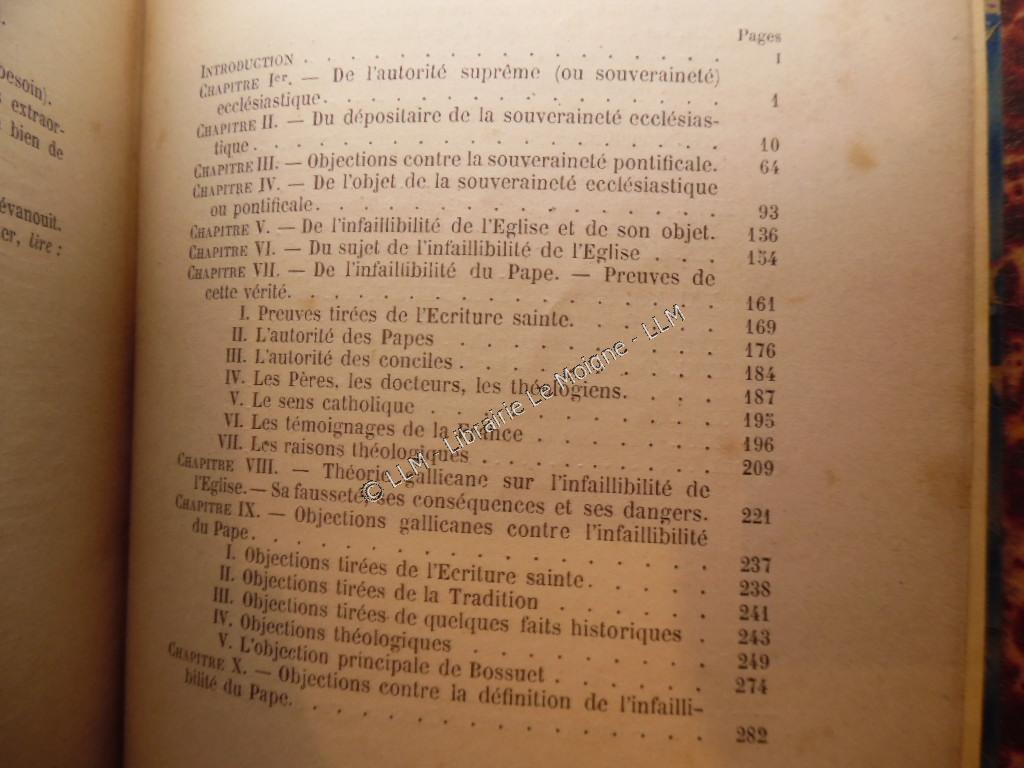 besoin).
extraor-
bien de
évanouit.
er, lire :
Pages
INTRODUCTION . . . . . . . . . . . . . . . . I
CHAPITRE Ier. — De l'autorité suprême (ou souveraineté)
ecclésiastique. . . . . . . . . . . . . . . . 1
CHAPITRE II. — Du dépositaire de la souveraineté ecclésias-
tique . . . . . . . . . . . . . . . . . . 10
CHAPITRE III. — Objections contre la souveraineté pontificale. 64
CHAPITRE IV. — De l'objet de la souveraineté ecclésiastique
ou pontificale . . . . . . . . . . . . . . . 93
CHAPITRE V. — De l'infaillibilité de l'Eglise et de son objet. 136
CHAPITRE VI. — Du sujet de l'infaillibilité de l'Eglise . . . 154
CHAPITRE VII. — De l'infaillibilité du Pape. — Preuves de
cette vérité. . . . . . . . . . . . . . . . 161
I. Preuves tirées de l'Ecriture sainte. . . . . . 169
II. L'autorité des Papes . . . . . . . . . . 176
III. L'autorité des conciles . . . . . . . . . 184
IV. Les Pères, les docteurs, les théologiens. . . . 187
V. Le sens catholique . . . . . . . . . . . 195
VI. Les témoignages de la France . . . . . . . 196
VII. Les raisons théologiques . . . . . . . . . 209
CHAPITRE VIII. — Théorie gallicane sur l'infaillibilité de
l'Eglise. — Sa fausseté, ses conséquences et ses dangers. 221
CHAPITRE IX. — Objections gallicanes contre l'infaillibilité
du Pape. . . . . . . . . . . . . . . . . 237
I. Objections tirées de l'Ecriture sainte. . . . . 238
II. Objections tirées de la Tradition . . . . . . 241
III. Objections tirées de quelques faits historiques . 243
IV. Objections théologiques . . . . . . . . . 249
V. L'objection principale de Bossuet . . . . . . 274
CHAPITRE X. — Objections contre la définition de l'infailli-
bilité du Pape. . . . . . . . . . . . . . . 282
© LLM - Librairie Le Moigne - LLM